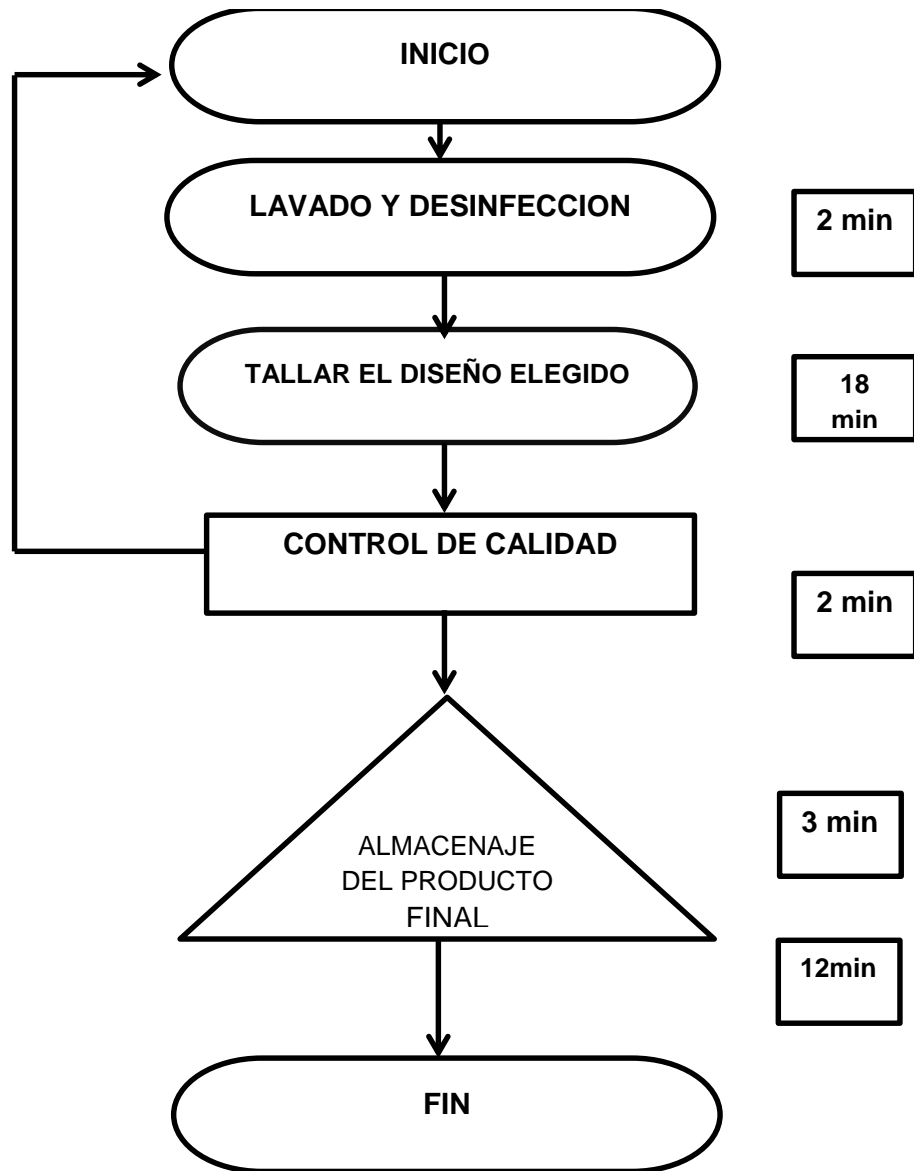 INICIO
LAVADO Y DESINFECCION
2 min
TALLAR EL DISEÑO ELEGIDO
18
min
CONTROL DE CALIDAD
2 min
3 min
ALMACENAJE
DEL PRODUCTO
FINAL
12min
FIN